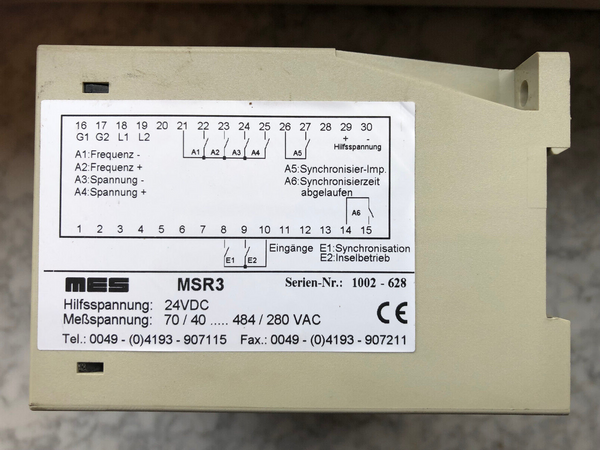 16 17 18 19 20 21 22 23 24 25 26 27 28 29 30
G1 G2 L1 L2 + -
Hilfsspannung
A1 A2 A3 A4 A5
A1:Frequenz -
A2:Frequenz +
A3:Spannung -
A4:Spannung +
A5:Synchronisier-Imp.
A6:Synchronisierzeit
abgelaufen
A6
1 2 3 4 5 6 7 8 9 10 11 12 13 14 15
E1 E2
Eingänge E1:Synchronisation
E2:Inselbetrieb
MES MSR3 Serien-Nr.: 1002 - 628
Hilfsspannung: 24VDC
Meßspannung: 70 / 40 ..... 484 / 280 VAC
CE
Tel.: 0049 - (0)4193 - 907115 Fax.: 0049 - (0)4193 - 907211